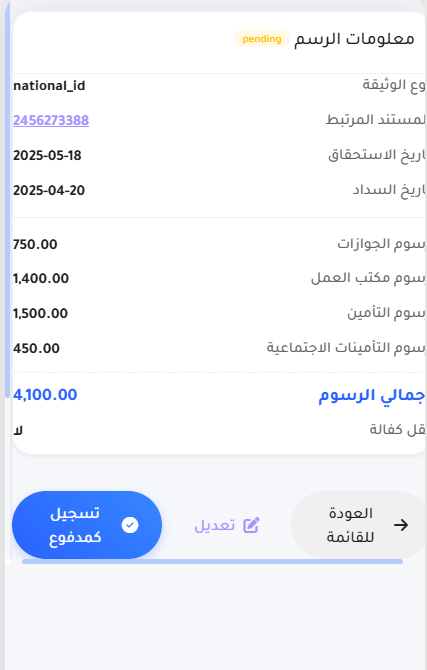 معلومات الرسم pending
وع الوثيقة national_id
لمستند المرتبط 2456273388
اريخ الاستحقاق 2025-05-18
اريخ السداد 2025-04-20
سوم الجوازات 750.00
سوم مكتب العمل 1,400.00
سوم التأمين 1,500.00
سوم التأمينات الاجتماعية 450.00
جمالي الرسوم 4,100.00
قل كفالة لا
العودة
للقائمة
تعديل
تسجيل
كمدفوع